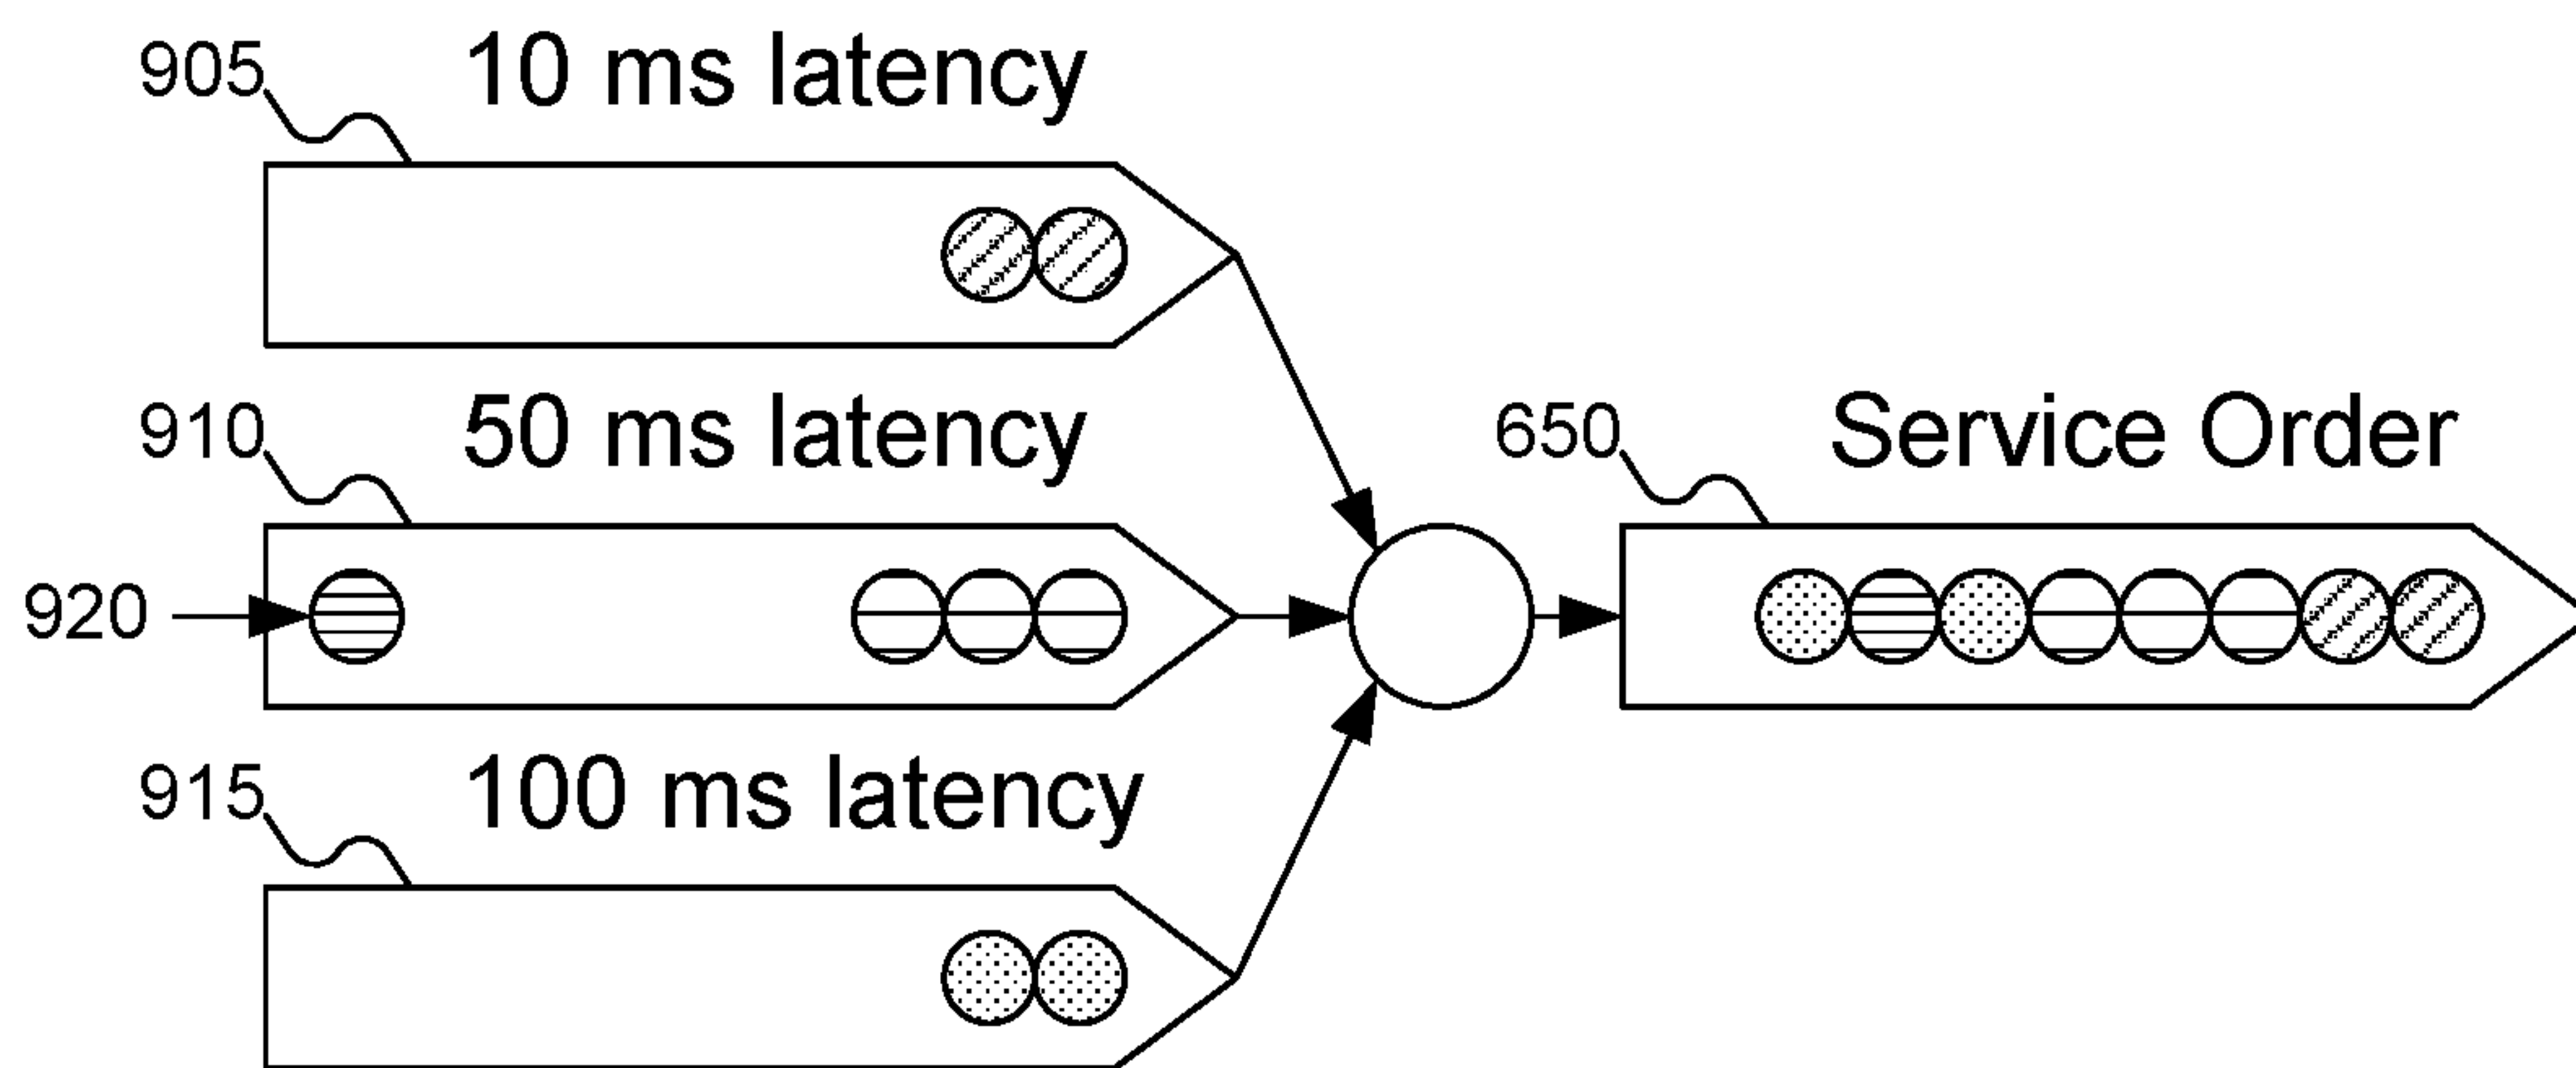 905 10 ms latency
910 50 ms latency
650 Service Order
920
915 100 ms latency